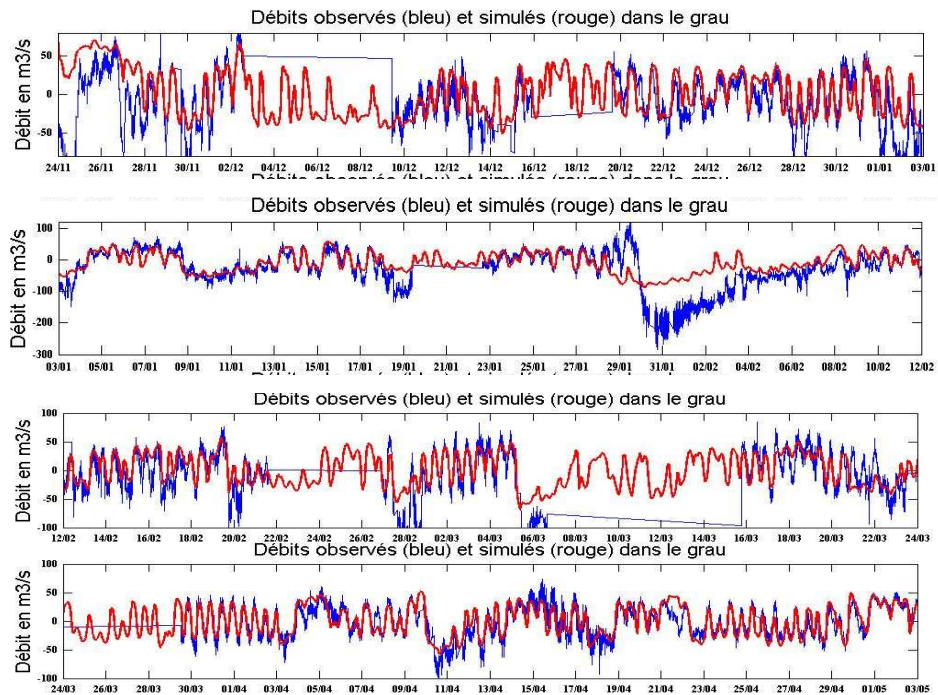 Débits observés (bleu) et simulés (rouge) dans le grau
Débit en m3/s
50
0
-50
24/11 26/11 28/11 30/11 02/12 04/12 06/12 08/12 10/12 12/12 14/12 16/12 18/12 20/12 22/12 24/12 26/12 28/12 30/12 01/01 03/01
Débits observés (bleu) et simulés (rouge) dans le grau
Débit en m3/s
100
0
-100
-200
-300
03/01 05/01 07/01 09/01 11/01 13/01 15/01 17/01 19/01 21/01 23/01 25/01 27/01 29/01 31/01 02/02 04/02 06/02 08/02 10/02 12/02
Débits observés (bleu) et simulés (rouge) dans le grau
Débit en m3/s
100
50
0
-50
-100
12/02 14/02 16/02 18/02 20/02 22/02 24/02 26/02 28/02 02/03 04/03 06/03 08/03 10/03 12/03 14/03 16/03 18/03 20/03 22/03 24/03
Débits observés (bleu) et simulés (rouge) dans le grau
Débit en m3/s
100
50
0
-50
-100
24/03 26/03 28/03 30/03 01/04 03/04 05/04 07/04 09/04 11/04 13/04 15/04 17/04 19/04 21/04 23/04 25/04 27/04 29/04 01/05 03/05